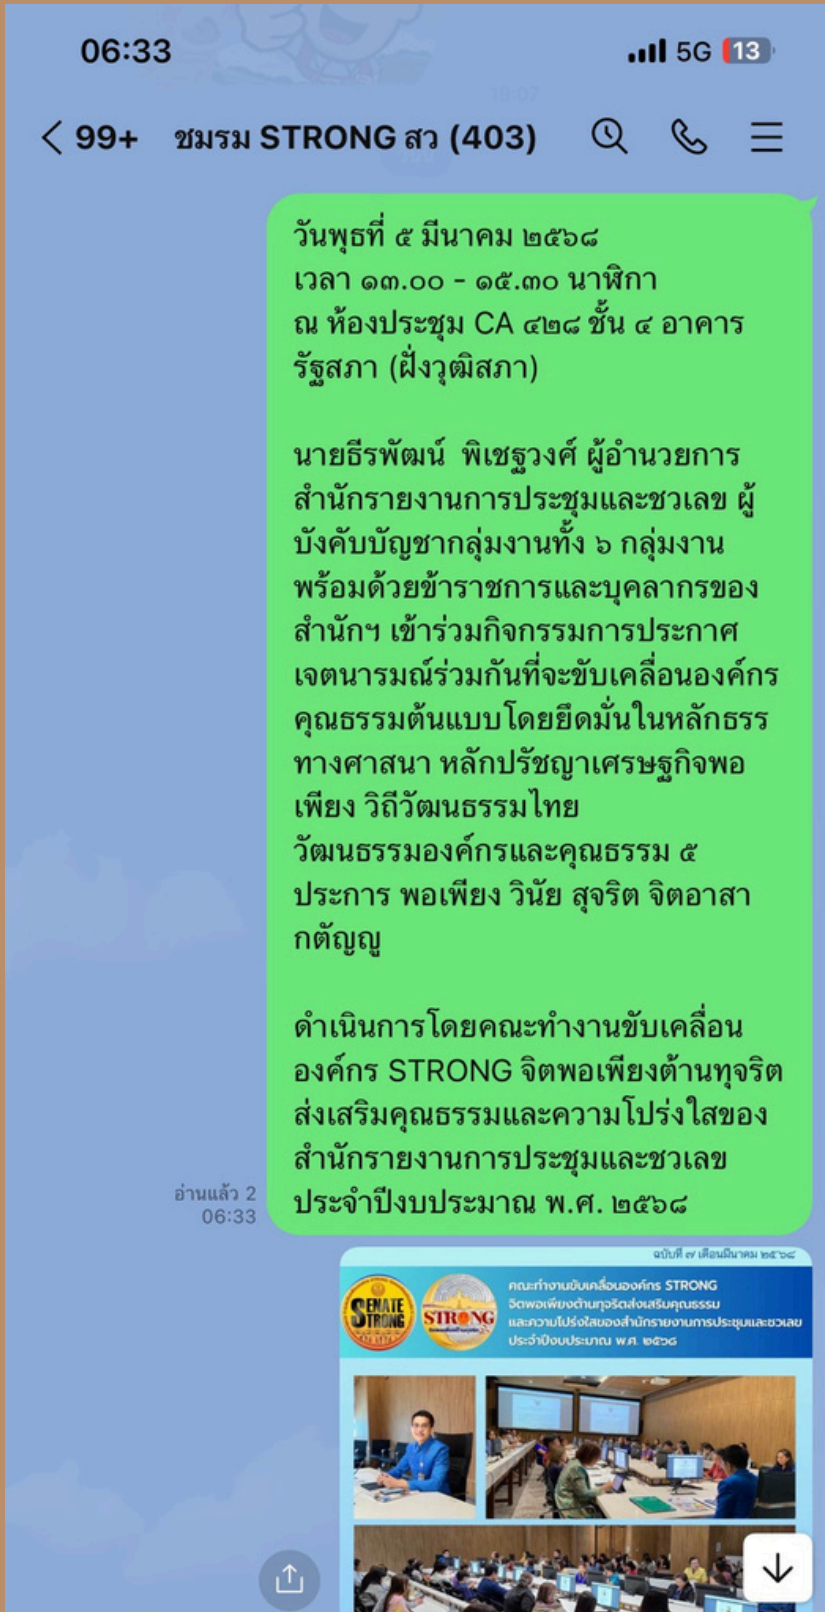 06:33
5G 13
99+ ชมรม STRONG สว (403)
วันพุธที่ ๕ มีนาคม ๒๕๖๘
เวลา ๑๓.๐๐ - ๑๕.๓๐ นาฬิกา
ณ ห้องประชุม CA ๔๒๘ ชั้น ๔ อาคาร
รัฐสภา (ฝั่งวุฒิสภา)
นายธีรพัฒน์  พิเชฐวงศ์ ผู้อำนวยการ
สำนักรายงานการประชุมและชวเลข ผู้
บังคับบัญชากลุ่มงานทั้ง ๖ กลุ่มงาน
พร้อมด้วยข้าราชการและบุคลากรของ
สำนักฯ เข้าร่วมกิจกรรมการประกาศ
เจตนารมณ์ร่วมกันที่จะขับเคลื่อนองค์กร
คุณธรรมต้นแบบโดยยึดมั่นในหลักธรร
ทางศาสนา หลักปรัชญาเศรษฐกิจพอ
เพียง วิถีวัฒนธรรมไทย
วัฒนธรรมองค์กรและคุณธรรม ๕
ประการ พอเพียง วินัย สุจริต จิตอาสา
กตัญญู
ดำเนินการโดยคณะทำงานขับเคลื่อน
องค์กร STRONG จิตพอเพียงต้านทุจริต
ส่งเสริมคุณธรรมและความโปร่งใสของ
สำนักรายงานการประชุมและชวเลข
ประจำปีงบประมาณ พ.ศ. ๒๕๖๘
อ่านแล้ว 2
06:33
ฉบับที่ ๗ เดือนมีนาคม ๒๕๖๘
SENATE
STRONG
STRONG
คณะทำงานขับเคลื่อนองค์กร STRONG
จิตพอเพียงต้านทุจริตส่งเสริมคุณธรรม
และความโปร่งใสของสำนักรายงานการประชุมและชวเลข
ประจำปีงบประมาณ พ.ศ. ๒๕๖๘